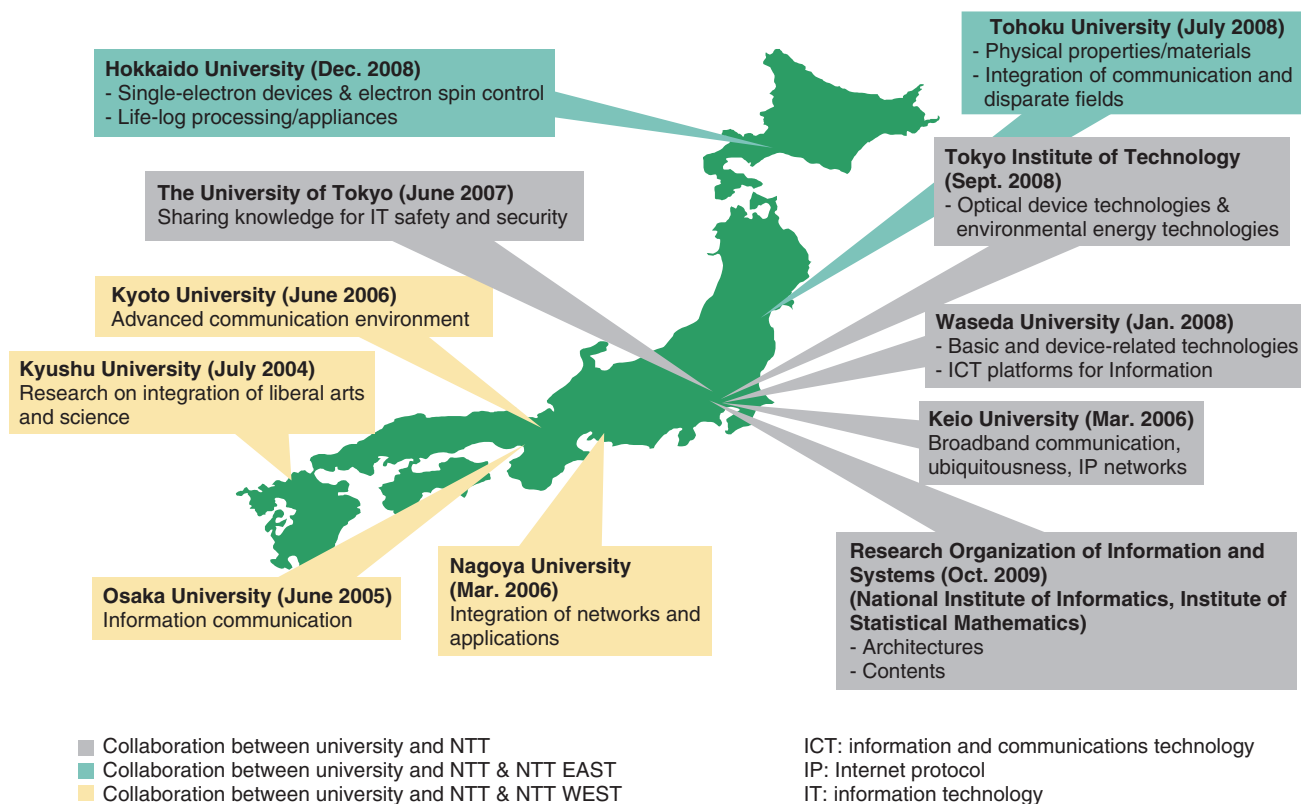 Hokkaido University (Dec. 2008)
- Single-electron devices & electron spin control
- Life-log processing/appliances
Tohoku University (July 2008)
- Physical properties/materials
- Integration of communication and
disparate fields
The University of Tokyo (June 2007)
Sharing knowledge for IT safety and security
Tokyo Institute of Technology
(Sept. 2008)
- Optical device technologies &
environmental energy technologies
Kyoto University (June 2006)
Advanced communication environment
Waseda University (Jan. 2008)
- Basic and device-related technologies
- ICT platforms for Information
Kyushu University (July 2004)
Research on integration of liberal arts
and science
Keio University (Mar. 2006)
Broadband communication,
ubiquitousness, IP networks
Osaka University (June 2005)
Information communication
Nagoya University
(Mar. 2006)
Integration of networks and
applications
Research Organization of Information and
Systems (Oct. 2009)
(National Institute of Informatics, Institute of
Statistical Mathematics)
- Architectures
- Contents
Collaboration between university and NTT
Collaboration between university and NTT & NTT EAST
Collaboration between university and NTT & NTT WEST
ICT: information and communications technology
IP: Internet protocol
IT: information technology